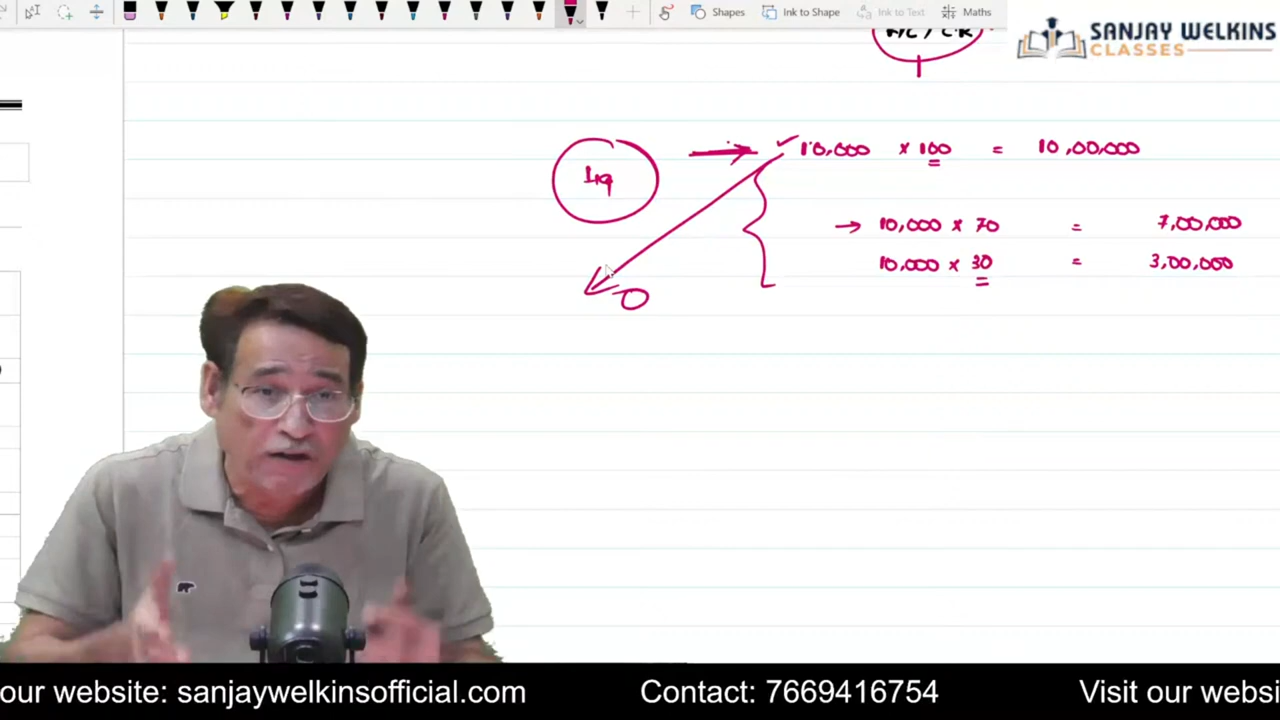 Shapes Ink to Shape Ink to Text Maths
SANJAY WELKINS
CLASSES
A/C / CR
Liq → ✓10,000 × 100 = 10,00,000
→ 10,000 × 70 = 7,00,000
10,000 × 30 = 3,00,000
O
our website: sanjaywelkinsofficial.com Contact: 7669416754 Visit our websi